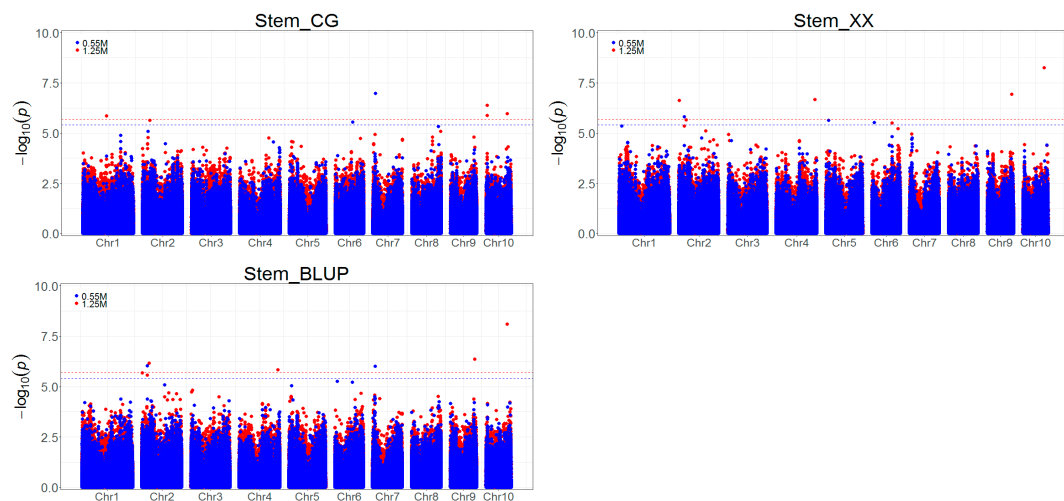 Stem_CG
10.0
7.5
5.0
2.5
0.0
−log₁₀(p)
0.55M
1.25M
Chr1 Chr2 Chr3 Chr4 Chr5 Chr6 Chr7 Chr8 Chr9 Chr10
Stem_XX
10.0
7.5
5.0
2.5
0.0
−log₁₀(p)
0.55M
1.25M
Chr1 Chr2 Chr3 Chr4 Chr5 Chr6 Chr7 Chr8 Chr9 Chr10
Stem_BLUP
10.0
7.5
5.0
2.5
0.0
−log₁₀(p)
0.55M
1.25M
Chr1 Chr2 Chr3 Chr4 Chr5 Chr6 Chr7 Chr8 Chr9 Chr10